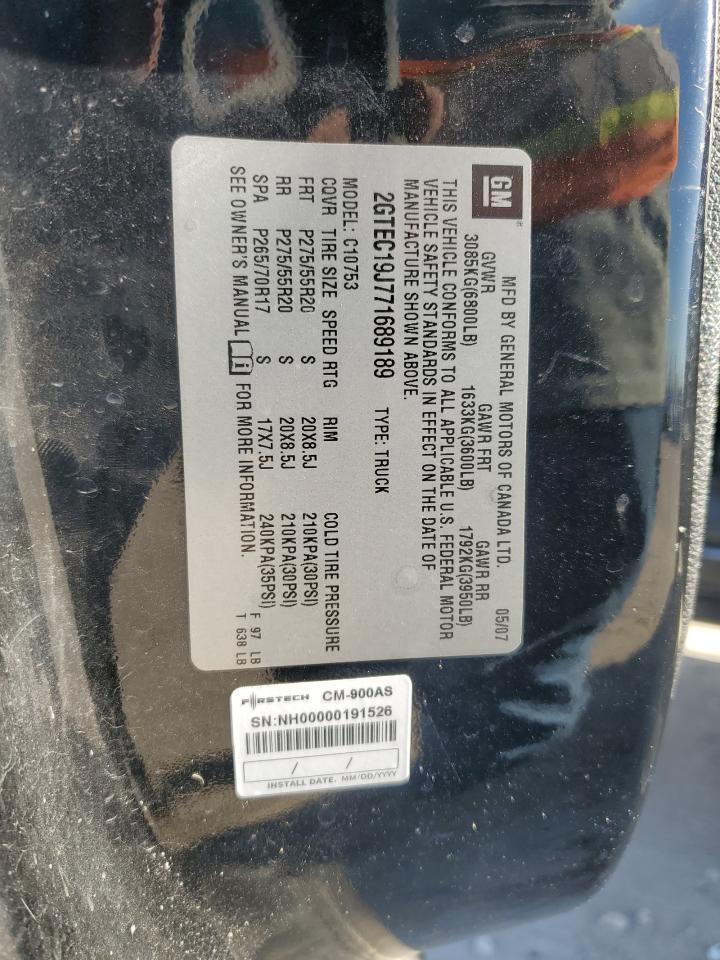 GM
MFD BY GENERAL MOTORS OF CANADA LTD. 05/07
GVWR GAWR FRT GAWR RR
3085KG(6800LB) 1633KG(3600LB) 1792KG(3950LB)
THIS VEHICLE CONFORMS TO ALL APPLICABLE U.S. FEDERAL MOTOR
VEHICLE SAFETY STANDARDS IN EFFECT ON THE DATE OF
MANUFACTURE SHOWN ABOVE.
2GTEC19J771689189 TYPE: TRUCK
MODEL: C10753
CQVR TIRE SIZE SPEED RTG RIM COLD TIRE PRESSURE
FRT P275/55R20 S 20X8.5J 210KPA(30PSI)
RR P275/55R20 S 20X8.5J 210KPA(30PSI)
SPA P265/70R17 S 17X7.5J 240KPA(35PSI)
SEE OWNER'S MANUAL FOR MORE INFORMATION.
F 97 LB
T 638 LB
FIRSTECH CM-900AS
SN:NH00000191526
/ /
INSTALL DATE. MM/DD/YYYY